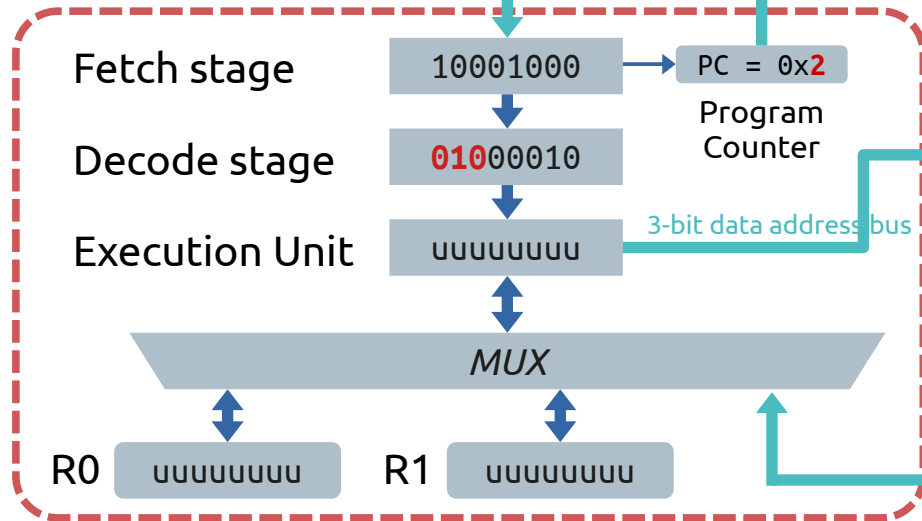 Fetch stage
10001000
PC = 0x2
Program
Counter
Decode stage
01000010
3-bit data address bus
Execution Unit
uuuuuuuu
MUX
R0
uuuuuuuu
R1
uuuuuuuu